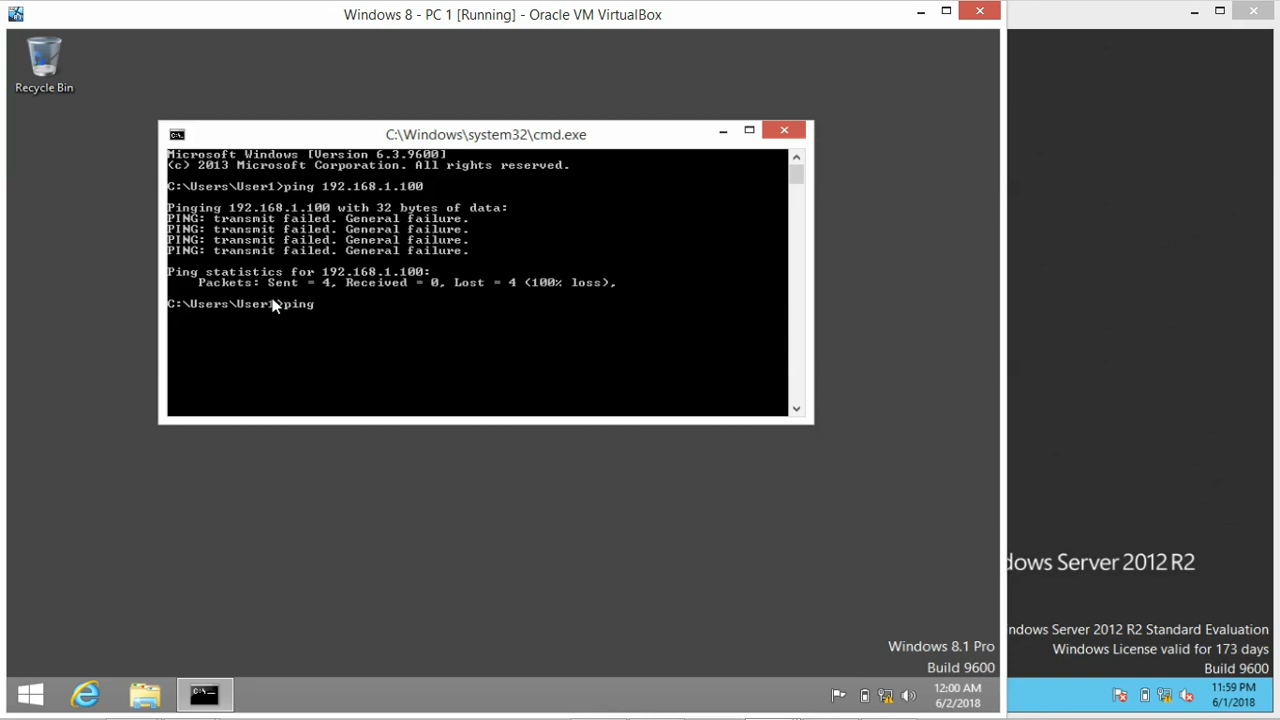 Windows 8 - PC 1 [Running] - Oracle VM VirtualBox
Recycle Bin
C:\Windows\system32\cmd.exe
Microsoft Windows [Version 6.3.9600]
(c) 2013 Microsoft Corporation. All rights reserved.
C:\Users\User1>ping 192.168.1.100
Pinging 192.168.1.100 with 32 bytes of data:
PING: transmit failed. General failure.
PING: transmit failed. General failure.
PING: transmit failed. General failure.
PING: transmit failed. General failure.
Ping statistics for 192.168.1.100:
Packets: Sent = 4, Received = 0, Lost = 4 (100% loss),
C:\Users\User1>ping
Windows 8.1 Pro
Build 9600
12:00 AM
6/2/2018
dows Server 2012 R2
ndows Server 2012 R2 Standard Evaluation
Windows License valid for 173 days
Build 9600
11:59 PM
6/1/2018